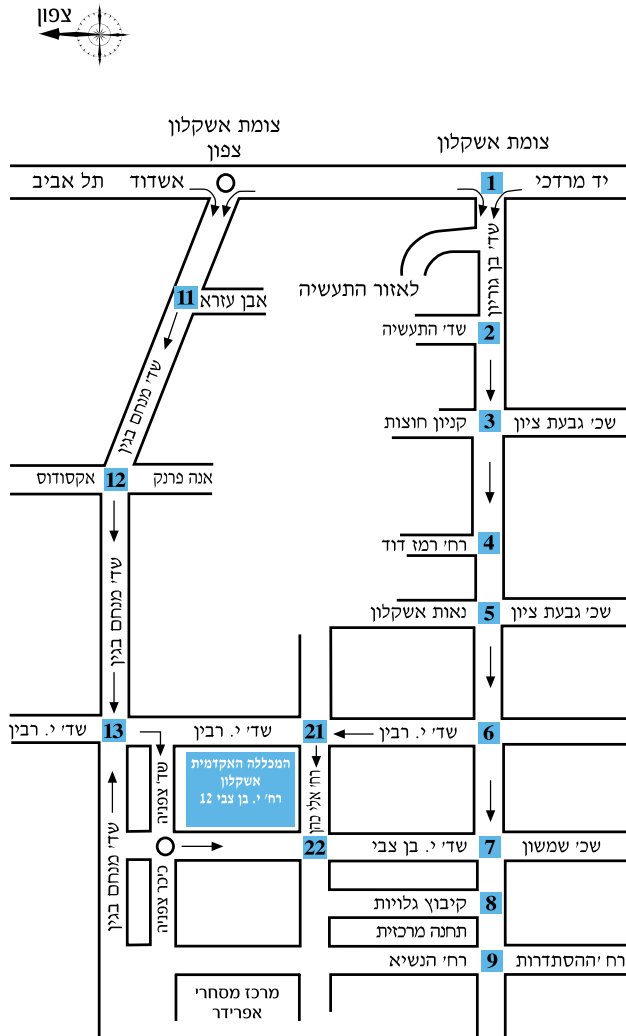 צפון
צומת אשקלון
צפון
צומת אשקלון
תל אביב
אשדוד
1
יד מרדכי
שד׳ בן גוריון
לאזור התעשיה
11
אבן עזרא
שד׳ התעשיה
2
שד׳ מנחם בגין
קניון חוצות
3
שכ׳ גבעת ציון
אקסודוס
12
אנה פרנק
רח׳ רמז דוד
4
שד׳ מנחם בגין
נאות אשקלון
5
שכ׳ גבעת ציון
שד׳ י. רבין
13
שד׳ י. רבין
21
שד׳ י. רבין
6
שד׳ צפניה
המכללה האקדמית
אשקלון
רח׳ י. בן צבי 12
רח׳ אלי כהן
שד׳ מנחם בגין
22
שד׳ י. בן צבי
7
שכ׳ שמשון
כיכר צפניה
קיבוץ גלויות
8
תחנה מרכזית
רח׳ הנשיא
9
רח ׳ההסתדרות
מרכז מסחרי
אפרידר